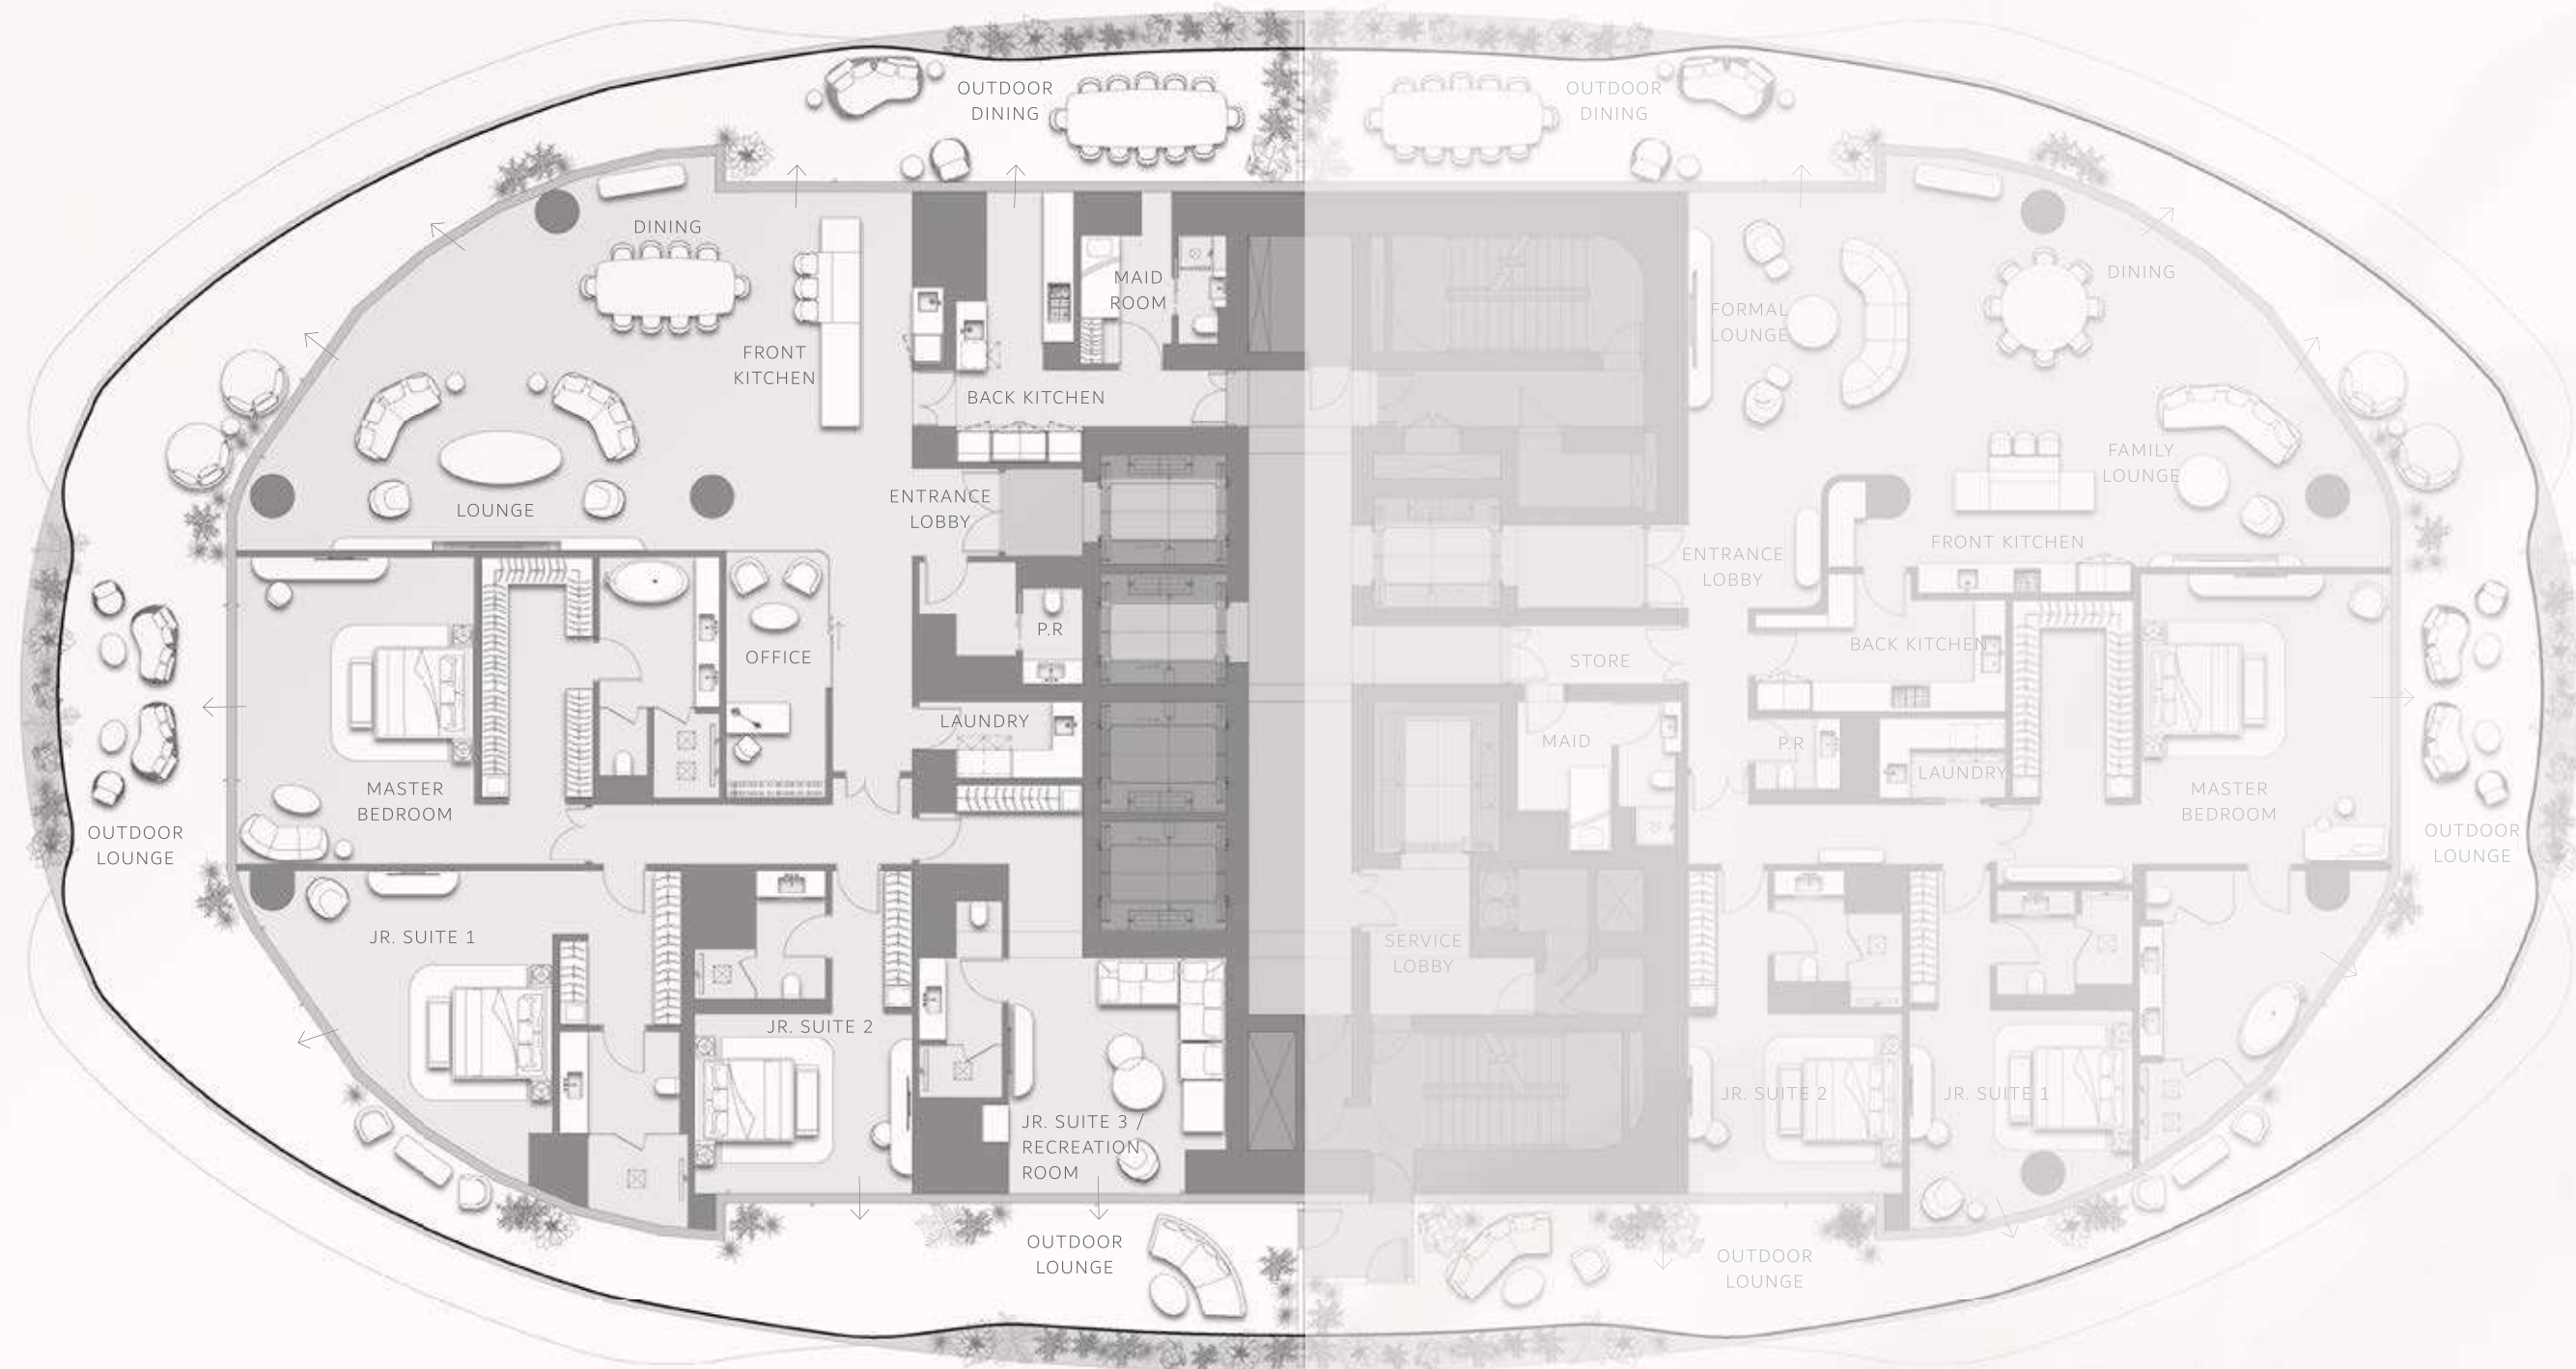 OUTDOOR
DINING
OUTDOOR
DINING
DINING
MAID
ROOM
FORMAL
LOUNGE
DINING
FRONT
KITCHEN
BACK KITCHEN
FAMILY
LOUNGE
LOUNGE
ENTRANCE
LOBBY
FRONT KITCHEN
ENTRANCE
LOBBY
P.R
OFFICE
STORE
BACK KITCHEN
LAUNDRY
MAID
P.R
LAUNDRY
MASTER
BEDROOM
MASTER
BEDROOM
OUTDOOR
LOUNGE
OUTDOOR
LOUNGE
JR. SUITE 1
SERVICE
LOBBY
JR. SUITE 2
JR. SUITE 3 /
RECREATION
ROOM
JR. SUITE 2
JR. SUITE 1
OUTDOOR
LOUNGE
OUTDOOR
LOUNGE